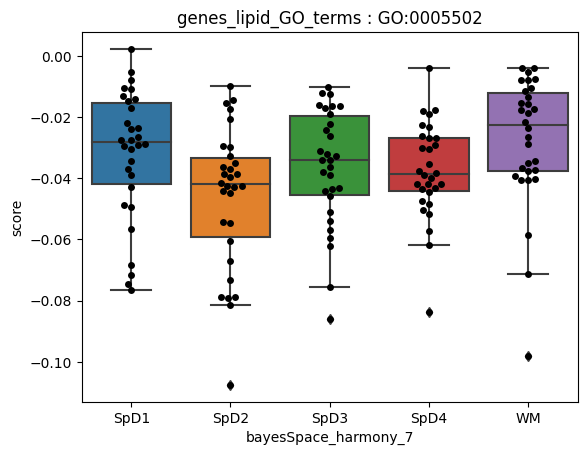 genes_lipid_GO_terms : GO:0005502
0.00
−0.02
−0.04
−0.06
−0.08
−0.10
score
SpD1 SpD2 SpD3 SpD4 WM
bayesSpace_harmony_7